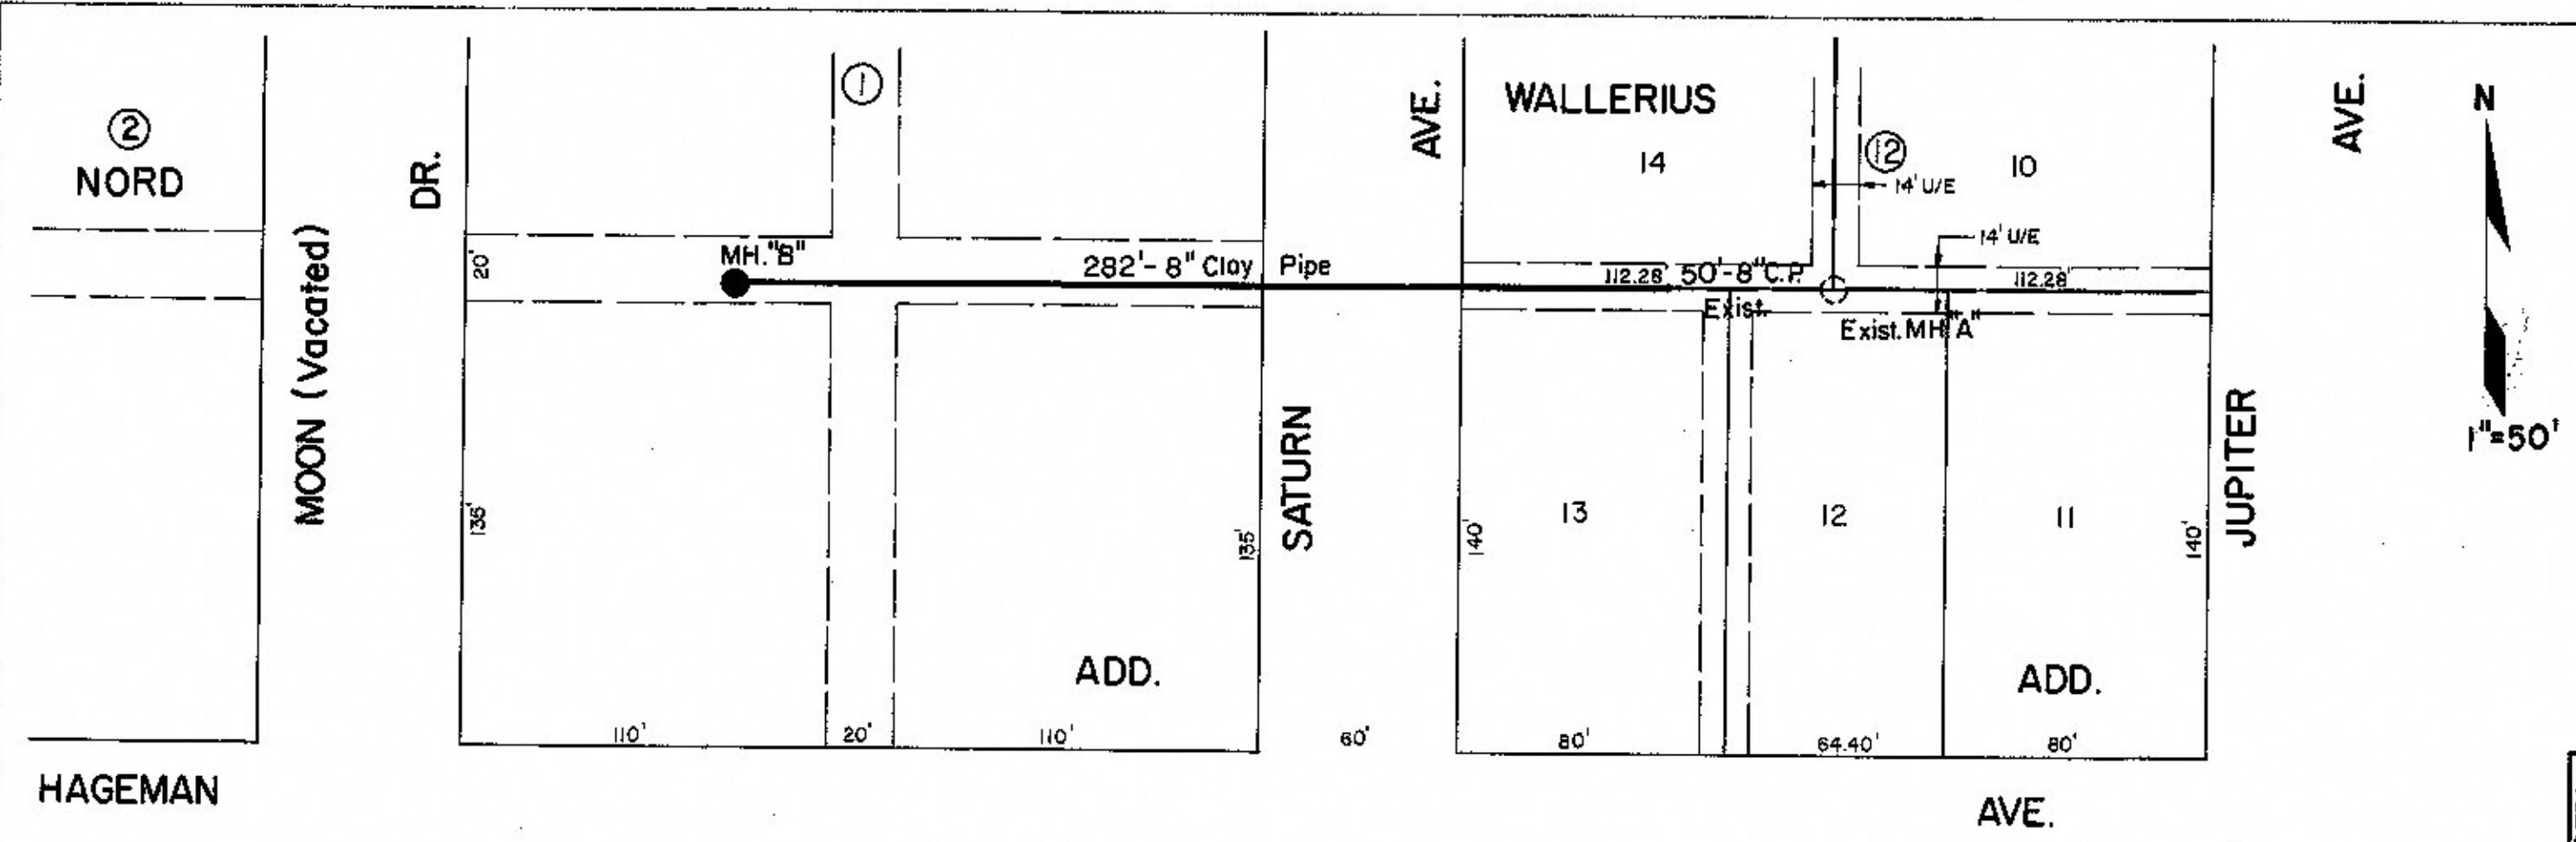 ②
NORD
MOON (Vacated)
DR.
①
20'
MH. "B"
282'- 8" Clay Pipe
135'
135'
ADD.
110'
20'
110'
HAGEMAN
SATURN
AVE.
60'
WALLERIUS
14
⑫
14' U/E
10
14' U/E
112.28'
50'-8" C.P.
Exist.
112.28'
Exist. MH "A"
140'
13
12
11
140'
ADD.
80'
64.40'
80'
AVE.
JUPITER
AVE.
N
1"=50'